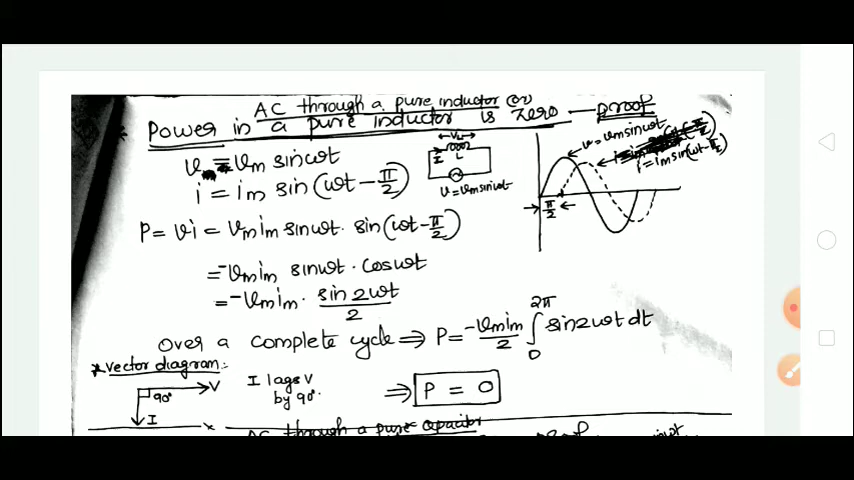 AC through a pure inductor (or)
Power in a pure inductor is zero — proof
v = vm sinωt
i = im sin(ωt - π/2)
VL
I
L
v = vm sinωt
v = vm sinωt
i = im sin(ωt - π/2)
π/2
P = vi = vm im sinωt · sin(ωt - π/2)
= -vm im sinωt · cosωt
= -vm im · sin2ωt/2
Over a complete cycle ⇒ P = -vm im/2 ∫₀^2π sin2ωt dt
* vector diagram:
90°
V
I
I lags V
by 90°.
⇒ P = 0
AC through a pure capacitor